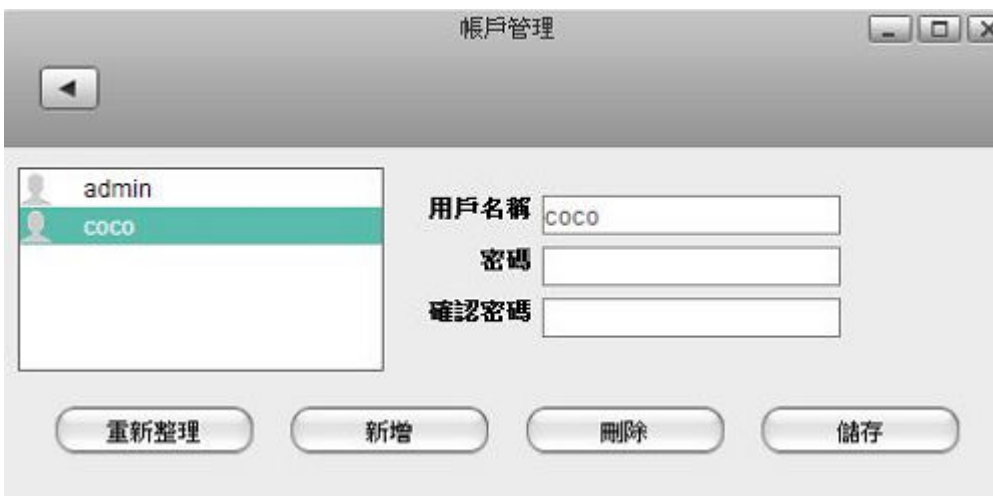 帳戶管理
admin
coco
用戶名稱 coco
密碼
確認密碼
重新整理 新增 刪除 儲存